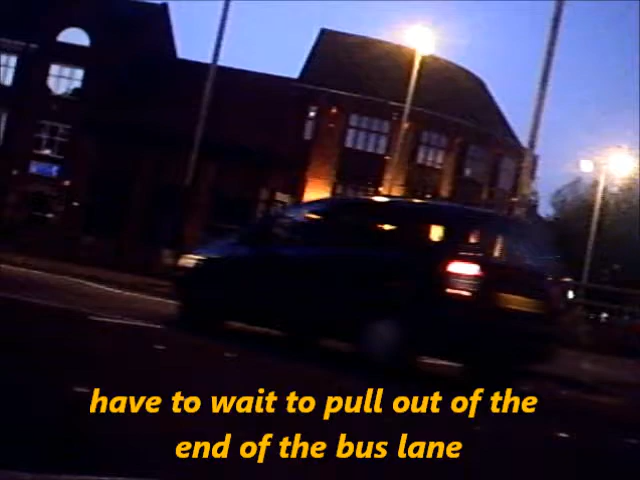 have to wait to pull out of the
end of the bus lane